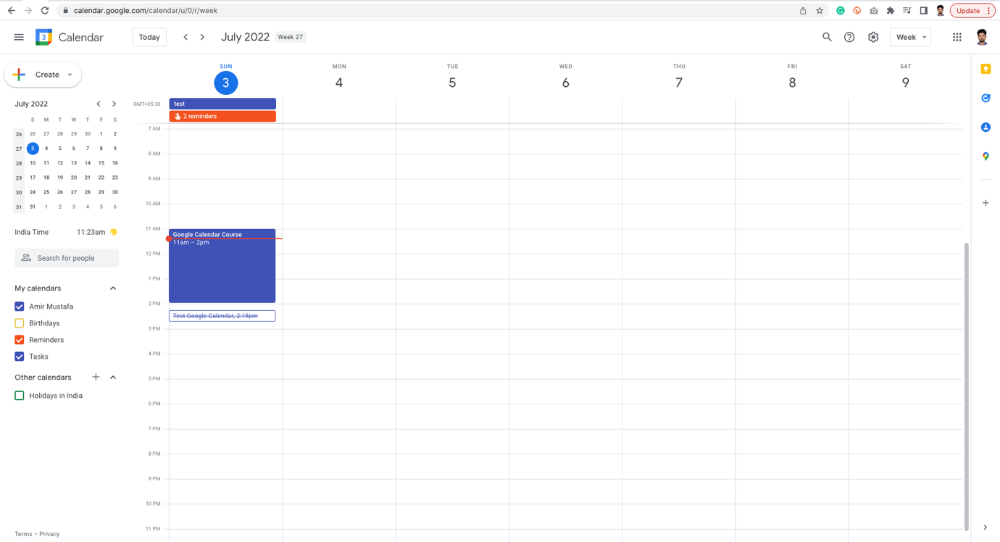 calendar.google.com/calendar/u/0/r/week
Update
3
Calendar
Today
July 2022
Week 27
Week
Create
July 2022
S M T W T F S
26 26 27 28 29 30 1 2
27 3 4 5 6 7 8 9
28 10 11 12 13 14 15 16
29 17 18 19 20 21 22 23
30 24 25 26 27 28 29 30
31 31 1 2 3 4 5 6
India Time 11:23am
Search for people
My calendars
Amir Mustafa
Birthdays
Reminders
Tasks
Other calendars
Holidays in India
Terms – Privacy
SUN MON TUE WED THU FRI SAT
3 4 5 6 7 8 9
GMT+05:30
test
2 reminders
7 AM
8 AM
9 AM
10 AM
11 AM
Google Calendar Course
11am – 2pm
12 PM
1 PM
2 PM
Test Google Calendar, 2:15pm
3 PM
4 PM
5 PM
6 PM
7 PM
8 PM
9 PM
10 PM
11 PM